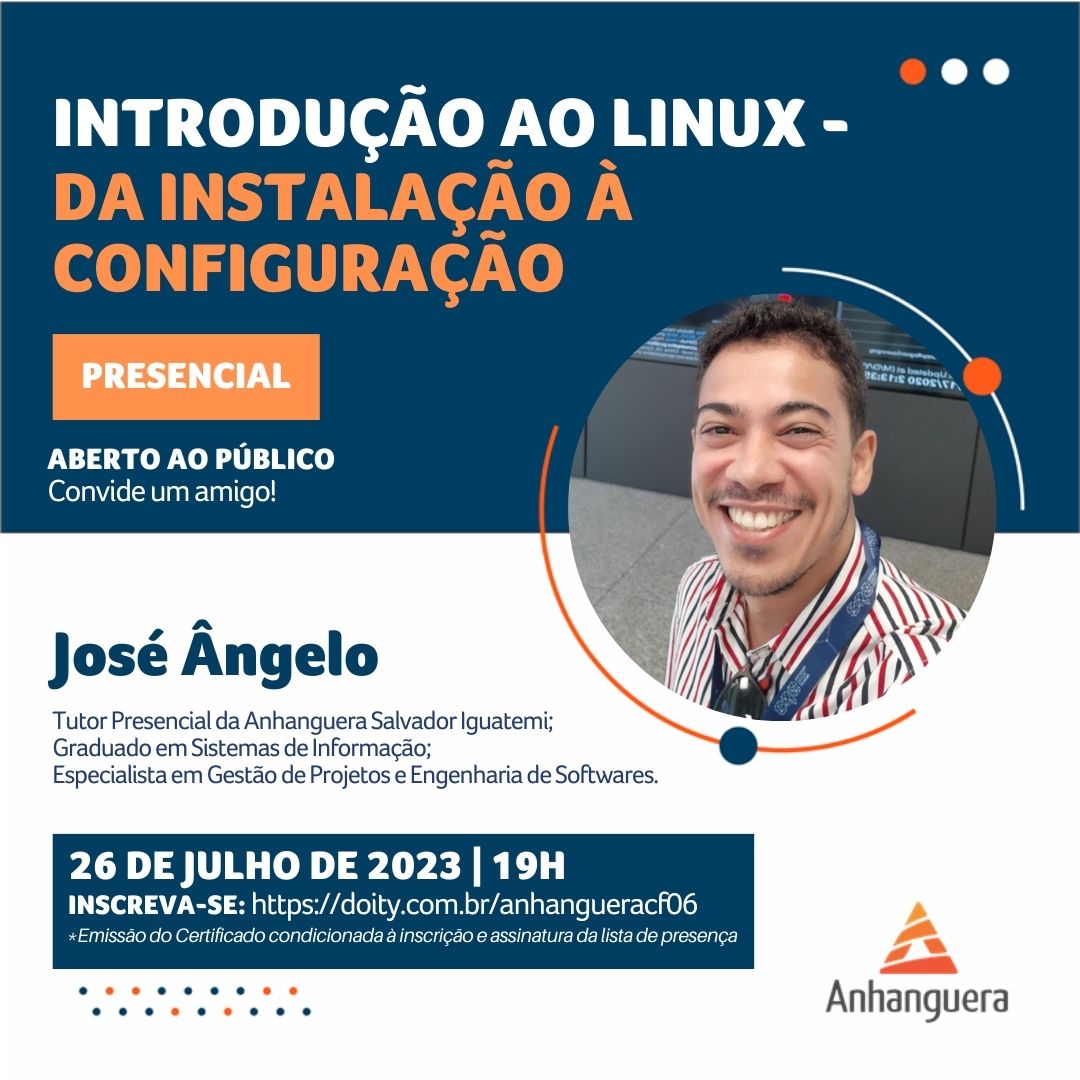 INTRODUÇÃO AO LINUX -
DA INSTALAÇÃO À
CONFIGURAÇÃO
PRESENCIAL
ABERTO AO PÚBLICO
Convide um amigo!
José Ângelo
Tutor Presencial da Anhanguera Salvador Iguatemi;
Graduado em Sistemas de Informação;
Especialista em Gestão de Projetos e Engenharia de Softwares.
26 DE JULHO DE 2023 | 19H
INSCREVA-SE: https://doity.com.br/anhangueracf06
*Emissão do Certificado condicionada à inscrição e assinatura da lista de presença
Anhanguera